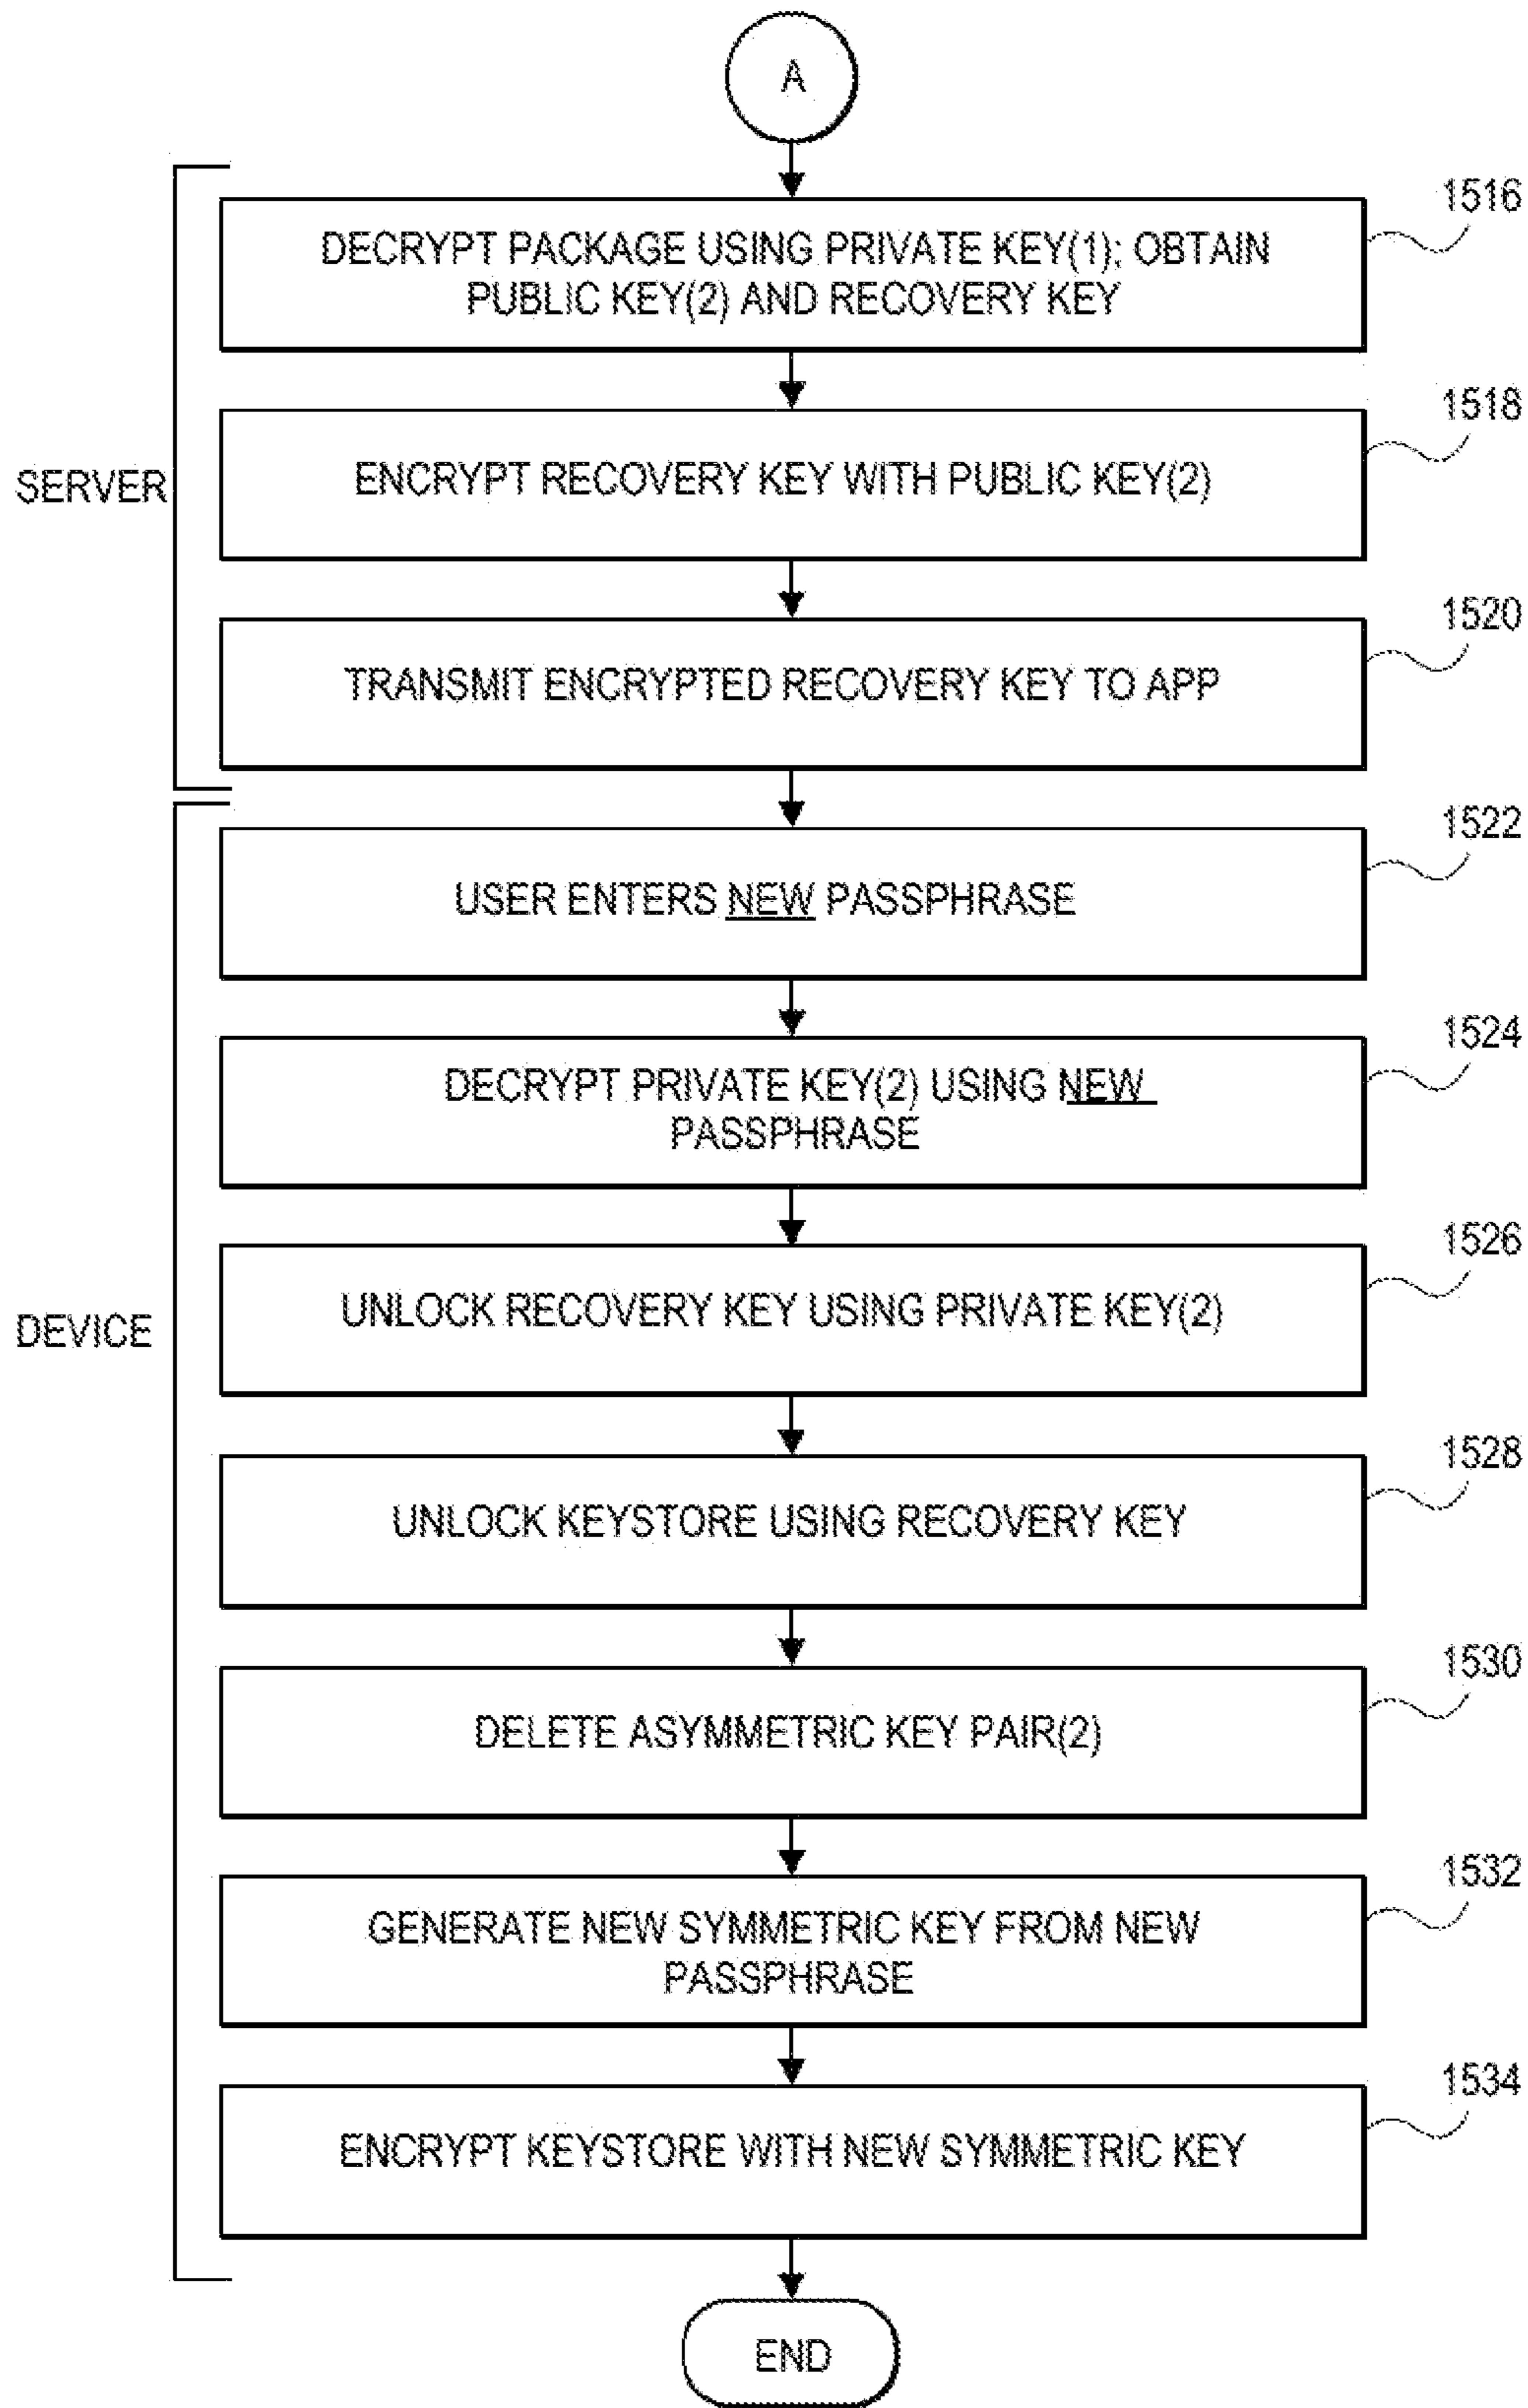 A
1516
DECRYPT PACKAGE USING PRIVATE KEY(1); OBTAIN
PUBLIC KEY(2) AND RECOVERY KEY
1518
SERVER
ENCRYPT RECOVERY KEY WITH PUBLIC KEY(2)
1520
TRANSMIT ENCRYPTED RECOVERY KEY TO APP
1522
USER ENTERS NEW PASSPHRASE
1524
DECRYPT PRIVATE KEY(2) USING NEW
PASSPHRASE
1526
DEVICE
UNLOCK RECOVERY KEY USING PRIVATE KEY(2)
1528
UNLOCK KEYSTORE USING RECOVERY KEY
1530
DELETE ASYMMETRIC KEY PAIR(2)
1532
GENERATE NEW SYMMETRIC KEY FROM NEW
PASSPHRASE
1534
ENCRYPT KEYSTORE WITH NEW SYMMETRIC KEY
END